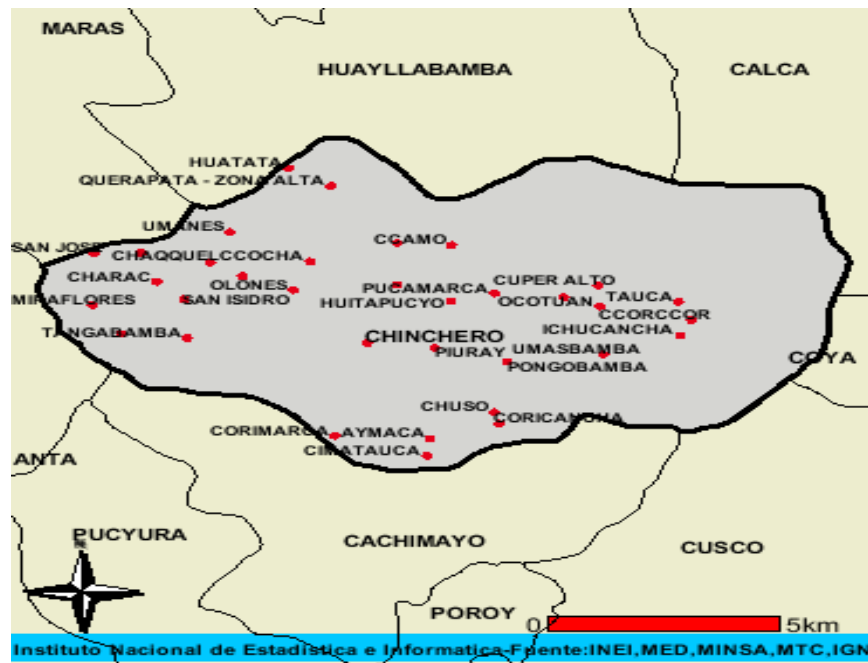 MARAS
HUAYLLABAMBA
CALCA
HUATATA
QUERAPATA - ZONA ALTA
UMANES
CCAMO
SAN JOSE
CHAQQUELCCOCHA
CHARAC
OLONES
PUCAMARCA
CUPER ALTO
MIRAFLORES
SAN ISIDRO
HUITAPUCYO
OCOTUAN
TAUCA
CCORCCOR
TANGABAMBA
CHINCHERO
ICHUCANCHA
PIURAY
UMASBAMBA
COYA
PONGOBAMBA
CHUSO
CORICANCHA
CORIMARCA
AYMACA
CIMATAUCA
ANTA
PUCYURA
CACHIMAYO
CUSCO
N
POROY
0
5km
Instituto Nacional de Estadística e Informatica-Fuente:INEI,MED,MINSA,MTC,IGN